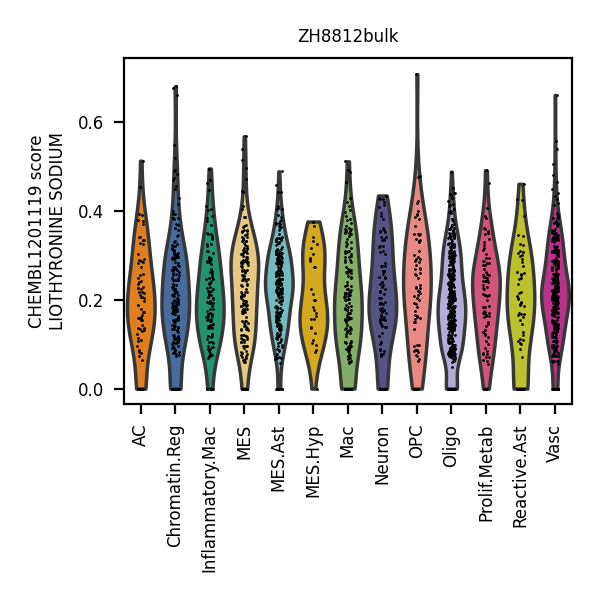 ZH8812bulk
CHEMBL1201119 score
LIOTHYRONINE SODIUM
0.6
0.4
0.2
0.0
AC
Chromatin.Reg
Inflammatory.Mac
MES
MES.Ast
MES.Hyp
Mac
Neuron
OPC
Oligo
Prolif.Metab
Reactive.Ast
Vasc